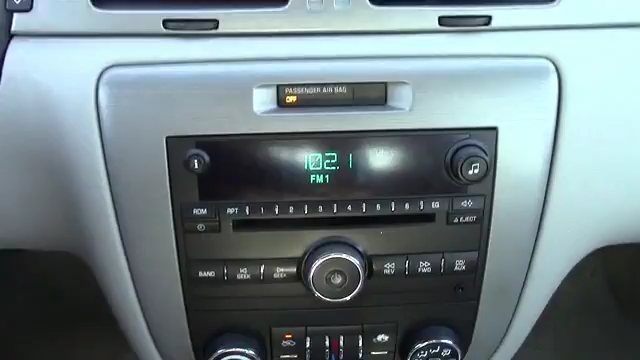 PASSENGER AIR BAG
OFF
102.1
FM1
RDM RPT 1 2 3 4 5 6 EQ
EJECT
BAND SEEK SEEK REV FWD CD/AUX